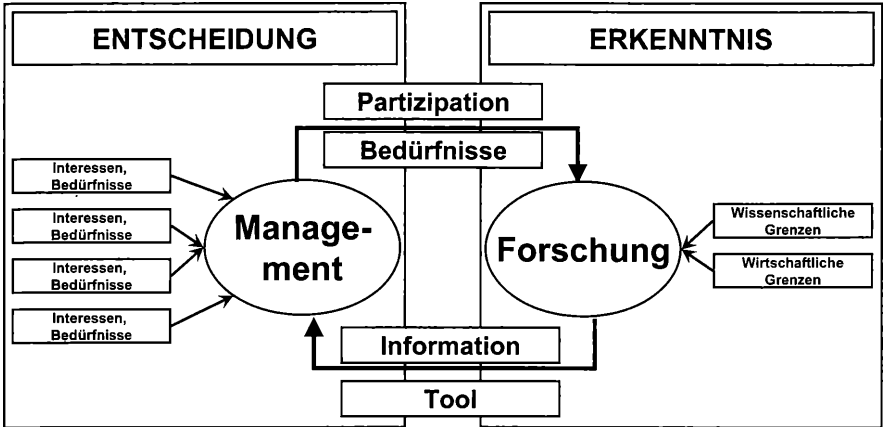 ENTSCHEIDUNG
ERKENNTNIS
Partizipation
Bedürfnisse
Interessen,
Bedürfnisse
Interessen,
Bedürfnisse
Interessen,
Bedürfnisse
Interessen,
Bedürfnisse
Manage-
ment
Forschung
Wissenschaftliche
Grenzen
Wirtschaftliche
Grenzen
Information
Tool